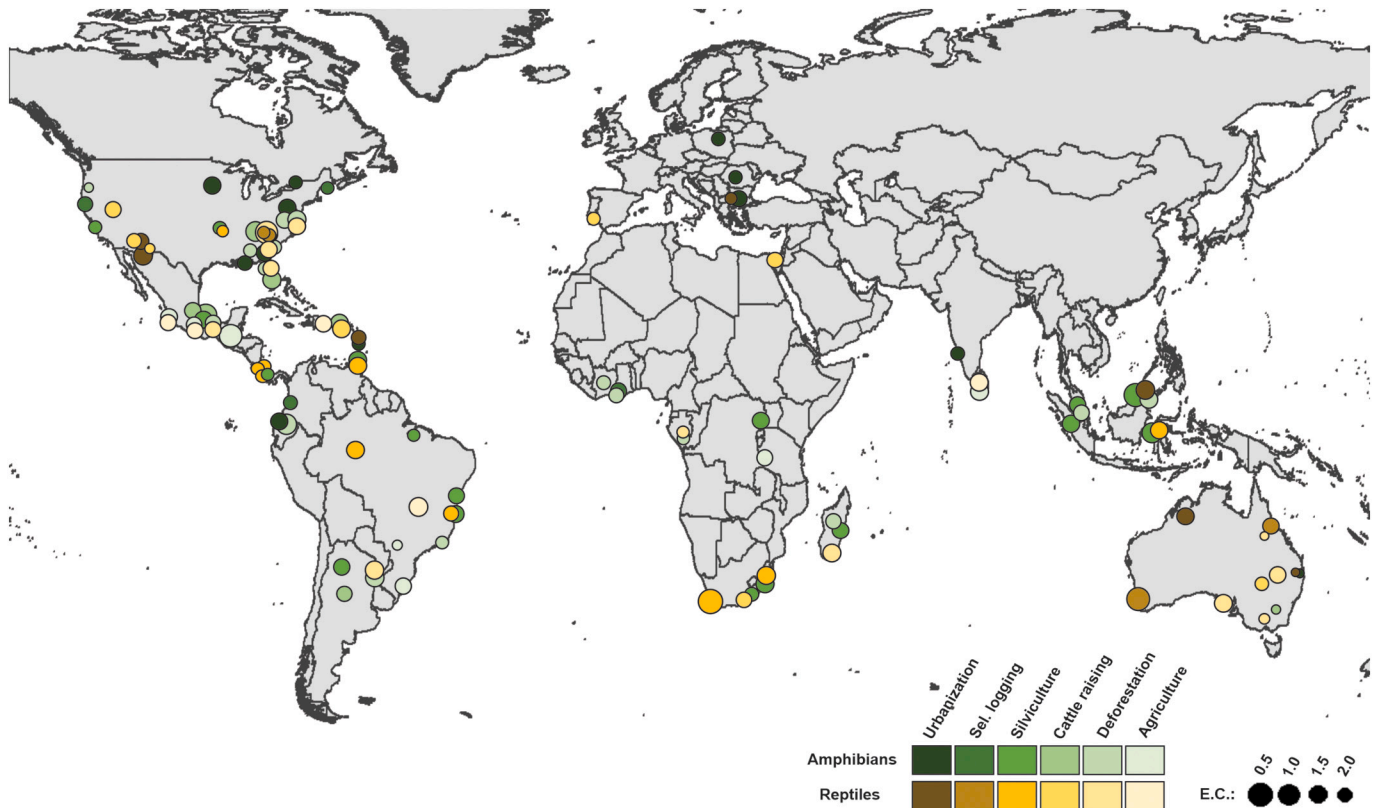 Urbanization
Sel. logging
Silviculture
Cattle raising
Deforestation
Agriculture
Amphibians
Reptiles
E.C.:
0.5
1.0
1.5
2.0